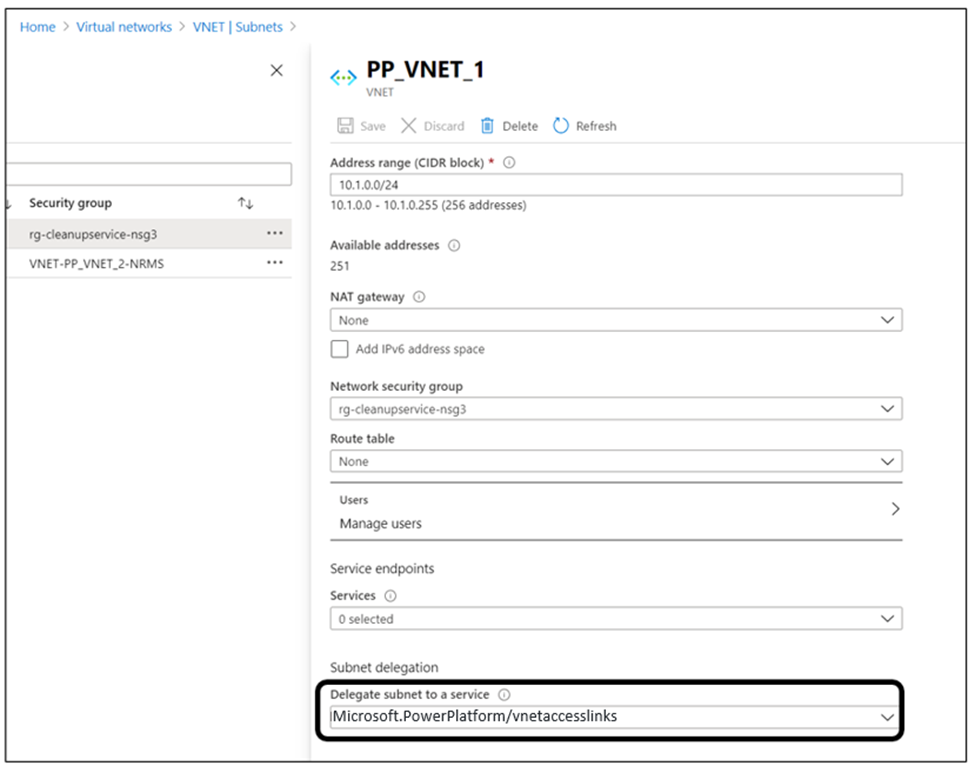 Home > Virtual networks > VNET | Subnets >
Security group
rg-cleanupservice-nsg3
VNET-PP_VNET_2-NRMS
PP_VNET_1
VNET
Save Discard Delete Refresh
Address range (CIDR block) *
10.1.0.0/24
10.1.0.0 - 10.1.0.255 (256 addresses)
Available addresses
251
NAT gateway
None
Add IPv6 address space
Network security group
rg-cleanupservice-nsg3
Route table
None
Users
Manage users
Service endpoints
Services
0 selected
Subnet delegation
Delegate subnet to a service
Microsoft.PowerPlatform/vnetaccesslinks